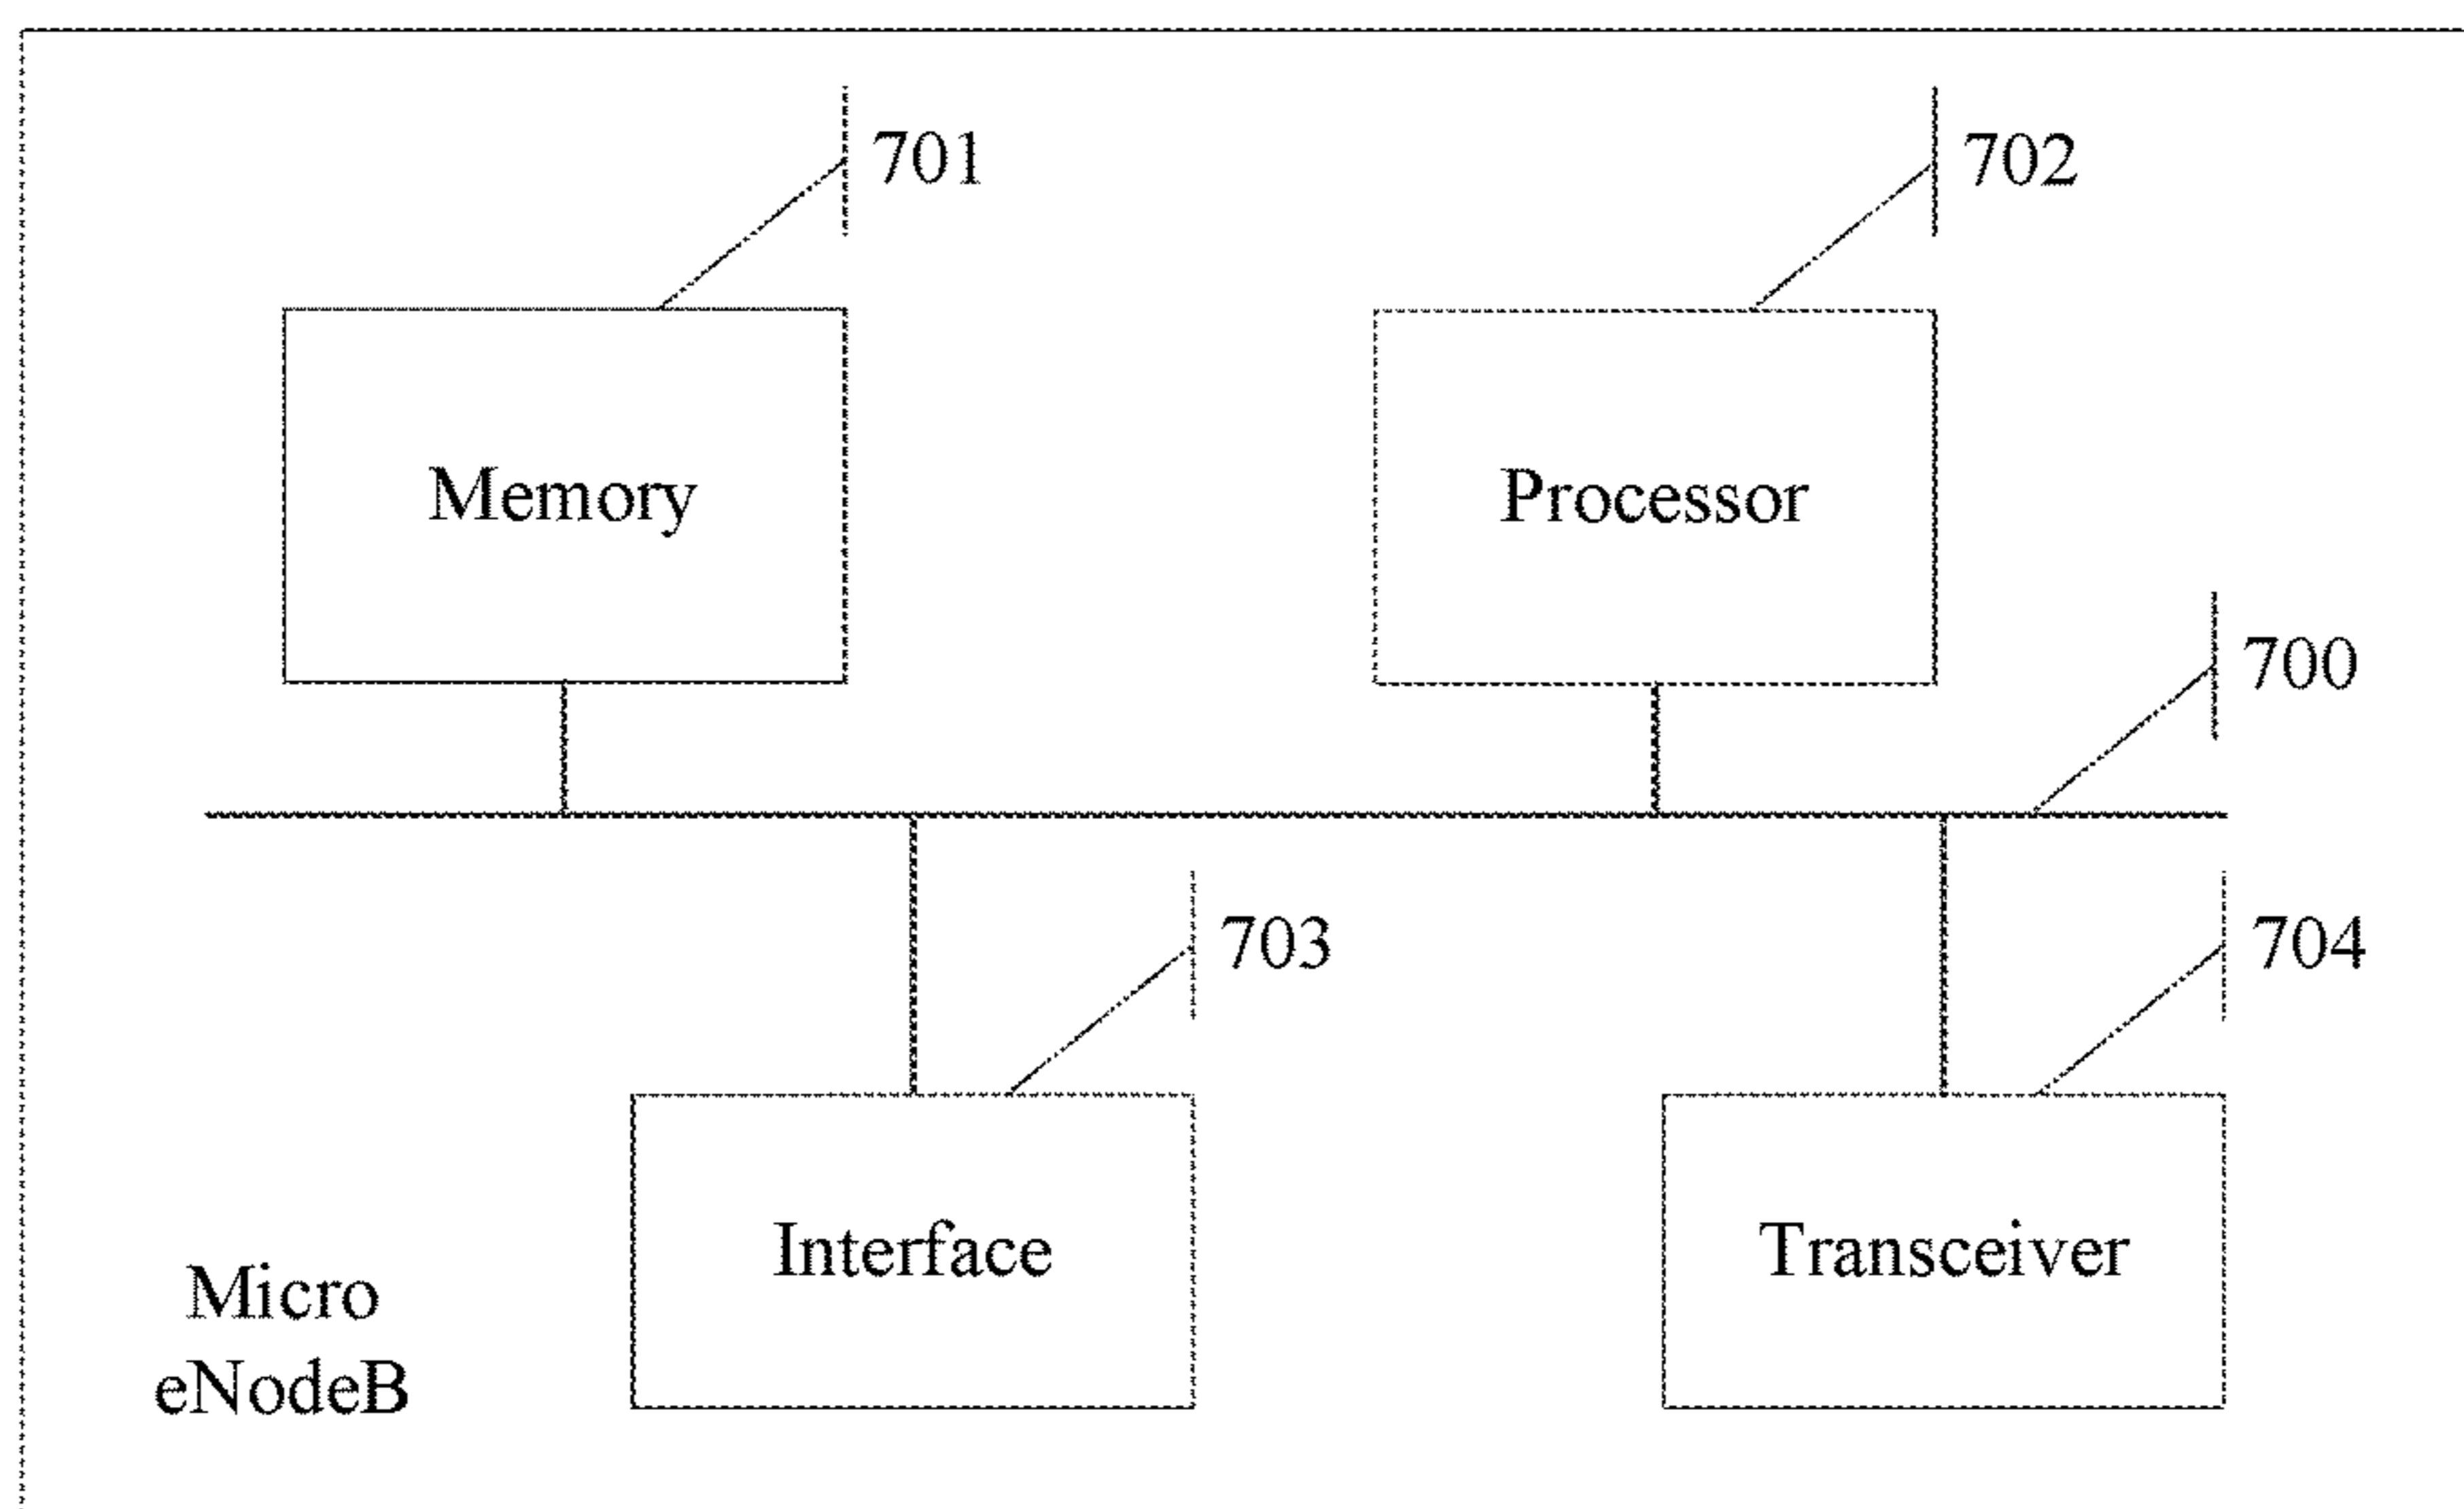 701
702
Memory
Processor
700
703
704
Interface
Transceiver
Micro
eNodeB